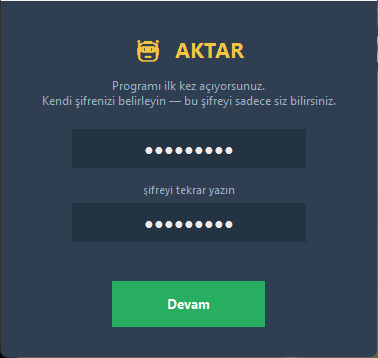 AKTAR
Programı ilk kez açıyorsunuz.
Kendi şifrenizi belirleyin — bu şifreyi sadece siz bilirsiniz.
●●●●●●●●●
şifreyi tekrar yazın
●●●●●●●●●
Devam